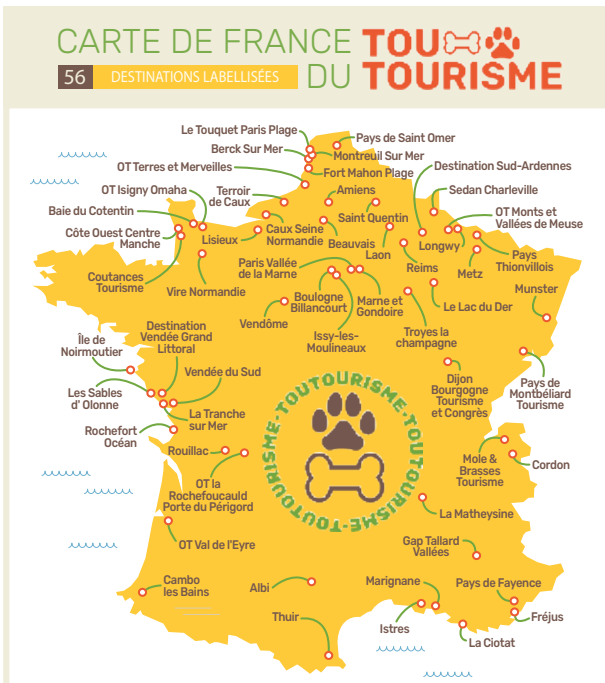 CARTE DE FRANCE
DU
TOU
TOURISME
56 DESTINATIONS LABELLISÉES
Le Touquet Paris Plage
Pays de Saint Omer
Berck Sur Mer
Montreuil Sur Mer
OT Terres et Merveilles
Fort Mahon Plage
Destination Sud-Ardennes
OT Isigny Omaha
Terroir
de Caux
Amiens
Sedan Charleville
Baie du Cotentin
Saint Quentin
OT Monts et
Vallées de Meuse
Côte Ouest Centre
Manche
Lisieux
Caux Seine
Normandie
Beauvais
Laon
Longwy
Pays
Thionvillois
Coutances
Tourisme
Vire Normandie
Paris Vallée
de la Marne
Reims
Metz
Munster
Boulogne
Billancourt
Marne et
Gondoire
Le Lac du Der
Vendôme
Issy-les-
Moulineaux
Troyes la
champagne
Île de
Noirmoutier
Destination
Vendée Grand
Littoral
Vendée du Sud
Dijon
Bourgogne
Tourisme
et Congrès
Pays de
Montbéliard
Tourisme
Les Sables
d' Olonne
La Tranche
sur Mer
Rochefort
Océan
TOUTOURISME-TOUTOURISME-TOUTOURISME-
Rouillac
Mole &
Brasses
Tourisme
Cordon
OT la
Rochefoucauld
Porte du Périgord
La Matheysine
OT Val de l'Eyre
Gap Tallard
Vallées
Cambo
les Bains
Albi
Marignane
Pays de Fayence
Thuir
Istres
Fréjus
La Ciotat